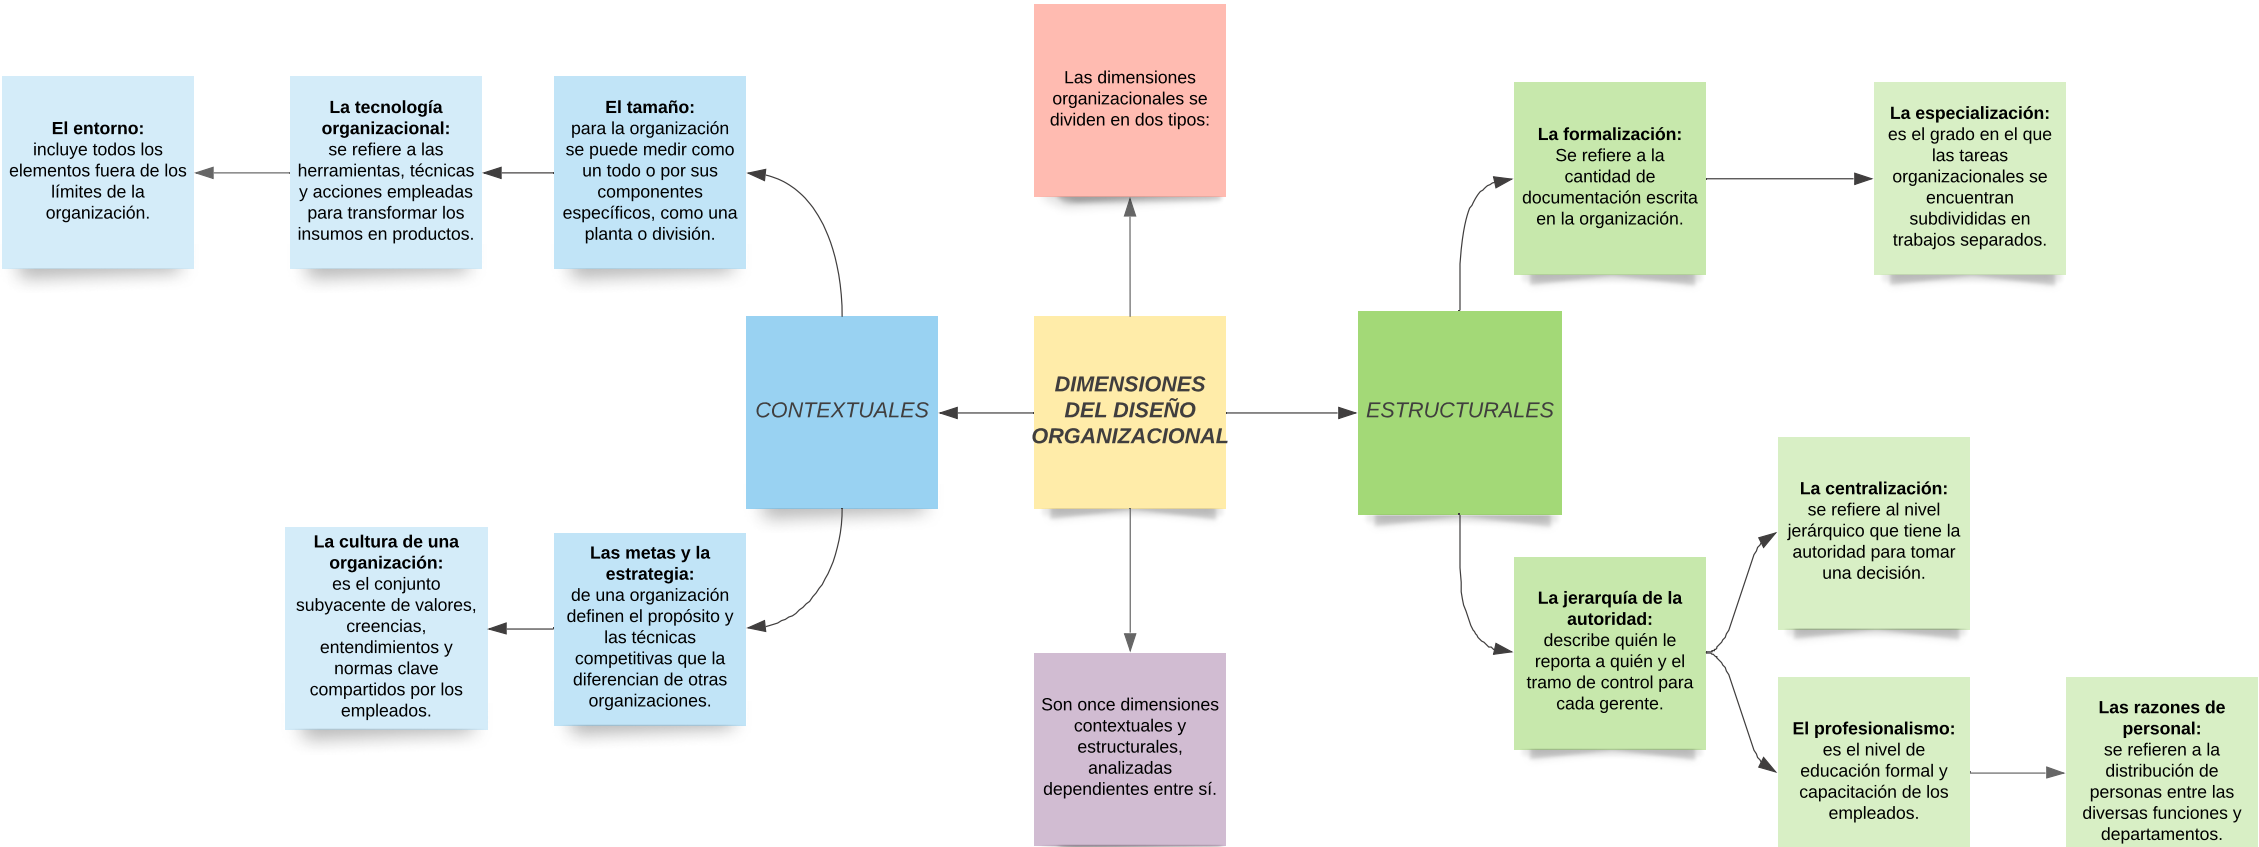 Las dimensiones
organizacionales se
dividen en dos tipos:
El entorno:
incluye todos los
elementos fuera de los
límites de la
organización.
La tecnología
organizacional:
se refiere a las
herramientas, técnicas
y acciones empleadas
para transformar los
insumos en productos.
El tamaño:
para la organización
se puede medir como
un todo o por sus
componentes
específicos, como una
planta o división.
La formalización:
Se refiere a la
cantidad de
documentación escrita
en la organización.
La especialización:
es el grado en el que
las tareas
organizacionales se
encuentran
subdivididas en
trabajos separados.
CONTEXTUALES
DIMENSIONES
DEL DISEÑO
ORGANIZACIONAL
ESTRUCTURALES
La cultura de una
organización:
es el conjunto
subyacente de valores,
creencias,
entendimientos y
normas clave
compartidos por los
empleados.
Las metas y la
estrategia:
de una organización
definen el propósito y
las técnicas
competitivas que la
diferencian de otras
organizaciones.
Son once dimensiones
contextuales y
estructurales,
analizadas
dependientes entre sí.
La jerarquía de la
autoridad:
describe quién le
reporta a quién y el
tramo de control para
cada gerente.
La centralización:
se refiere al nivel
jerárquico que tiene la
autoridad para tomar
una decisión.
El profesionalismo:
es el nivel de
educación formal y
capacitación de los
empleados.
Las razones de
personal:
se refieren a la
distribución de
personas entre las
diversas funciones y
departamentos.